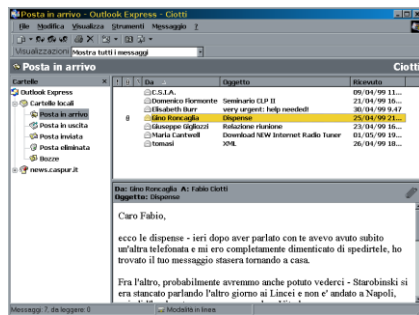 Posta in arrivo - Outlook Express - Ciotti
File Modifica Visualizza Strumenti Messaggio ?
Visualizzazioni Mostra tutti i messaggi
Posta in arrivo Ciotti
Cartelle × ! Da Oggetto Ricevuto
Outlook Express
Cartelle locali
Posta in arrivo
Posta in uscita
Posta inviata
Posta eliminata
Bozze
news.caspur.it
C.S.I.A. 09/04/99 11...
Domenico Fiormonte Seminario CLP II 21/04/99 16...
Elisabeth Burr very urgent: help needed! 30/04/99 9.47
Gino Roncaglia Dispense 25/04/99 21...
Giuseppe Gigliozzi Relazione riunione 23/04/99 16...
Maria Cantwell Download NEW Internet Radio Tuner 01/05/99 19...
tomasi XML 26/04/99 18...
Da: Gino Roncaglia A: Fabio Ciotti
Oggetto: Dispense
Caro Fabio,
ecco le dispense - ieri dopo aver parlato con te avevo avuto subito
un'altra telefonata e mi ero completamente dimenticato di spedirtele, ho
trovato il tuo messaggio stasera tornando a casa.
Fra l'altro, probabilmente avremmo anche potuto vederci - Starobinski si
era stancato parlando l'altro giorno ai Lincei e non e' andato a Napoli,
Messaggi: 7, da leggere: 0 Modalità in linea